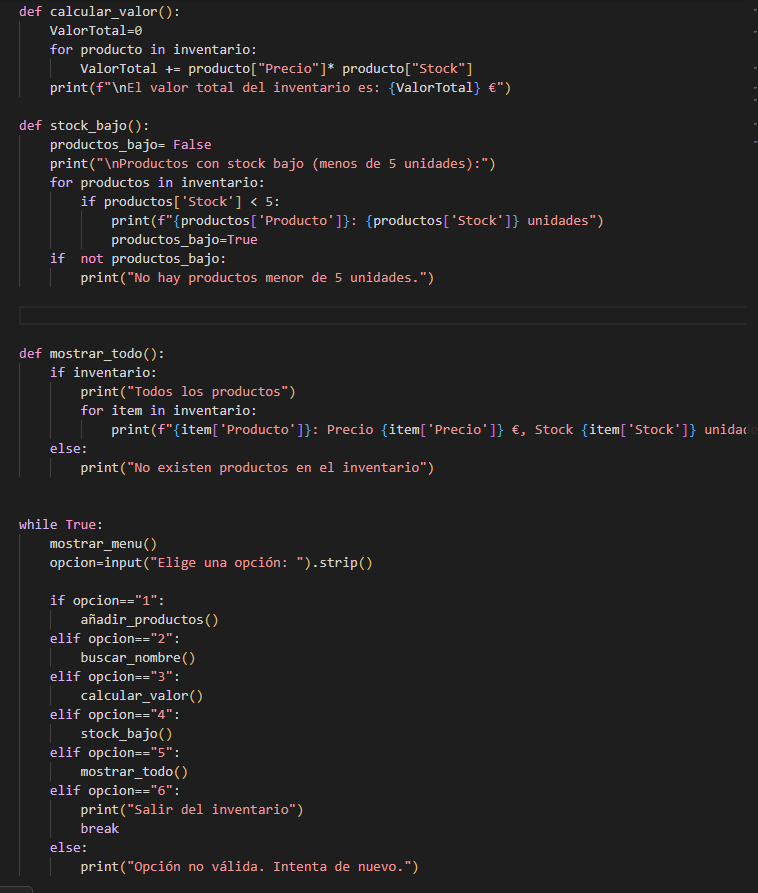 def calcular_valor():
    ValorTotal=0
    for producto in inventario:
        ValorTotal += producto["Precio"]* producto["Stock"]
    print(f"\nEl valor total del inventario es: {ValorTotal} €")

def stock_bajo():
    productos_bajo= False
    print("\nProductos con stock bajo (menos de 5 unidades):")
    for productos in inventario:
        if productos['Stock'] < 5:
            print(f"{productos['Producto']}: {productos['Stock']} unidades")
            productos_bajo=True
    if  not productos_bajo:
        print("No hay productos menor de 5 unidades.")

def mostrar_todo():
    if inventario:
        print("Todos los productos")
        for item in inventario:
            print(f"{item['Producto']}: Precio {item['Precio']} €, Stock {item['Stock']} unidade
    else:
        print("No existen productos en el inventario")

while True:
    mostrar_menu()
    opcion=input("Elige una opción: ").strip()

    if opcion=="1":
        añadir_productos()
    elif opcion=="2":
        buscar_nombre()
    elif opcion=="3":
        calcular_valor()
    elif opcion=="4":
        stock_bajo()
    elif opcion=="5":
        mostrar_todo()
    elif opcion=="6":
        print("Salir del inventario")
        break
    else:
        print("Opción no válida. Intenta de nuevo.")